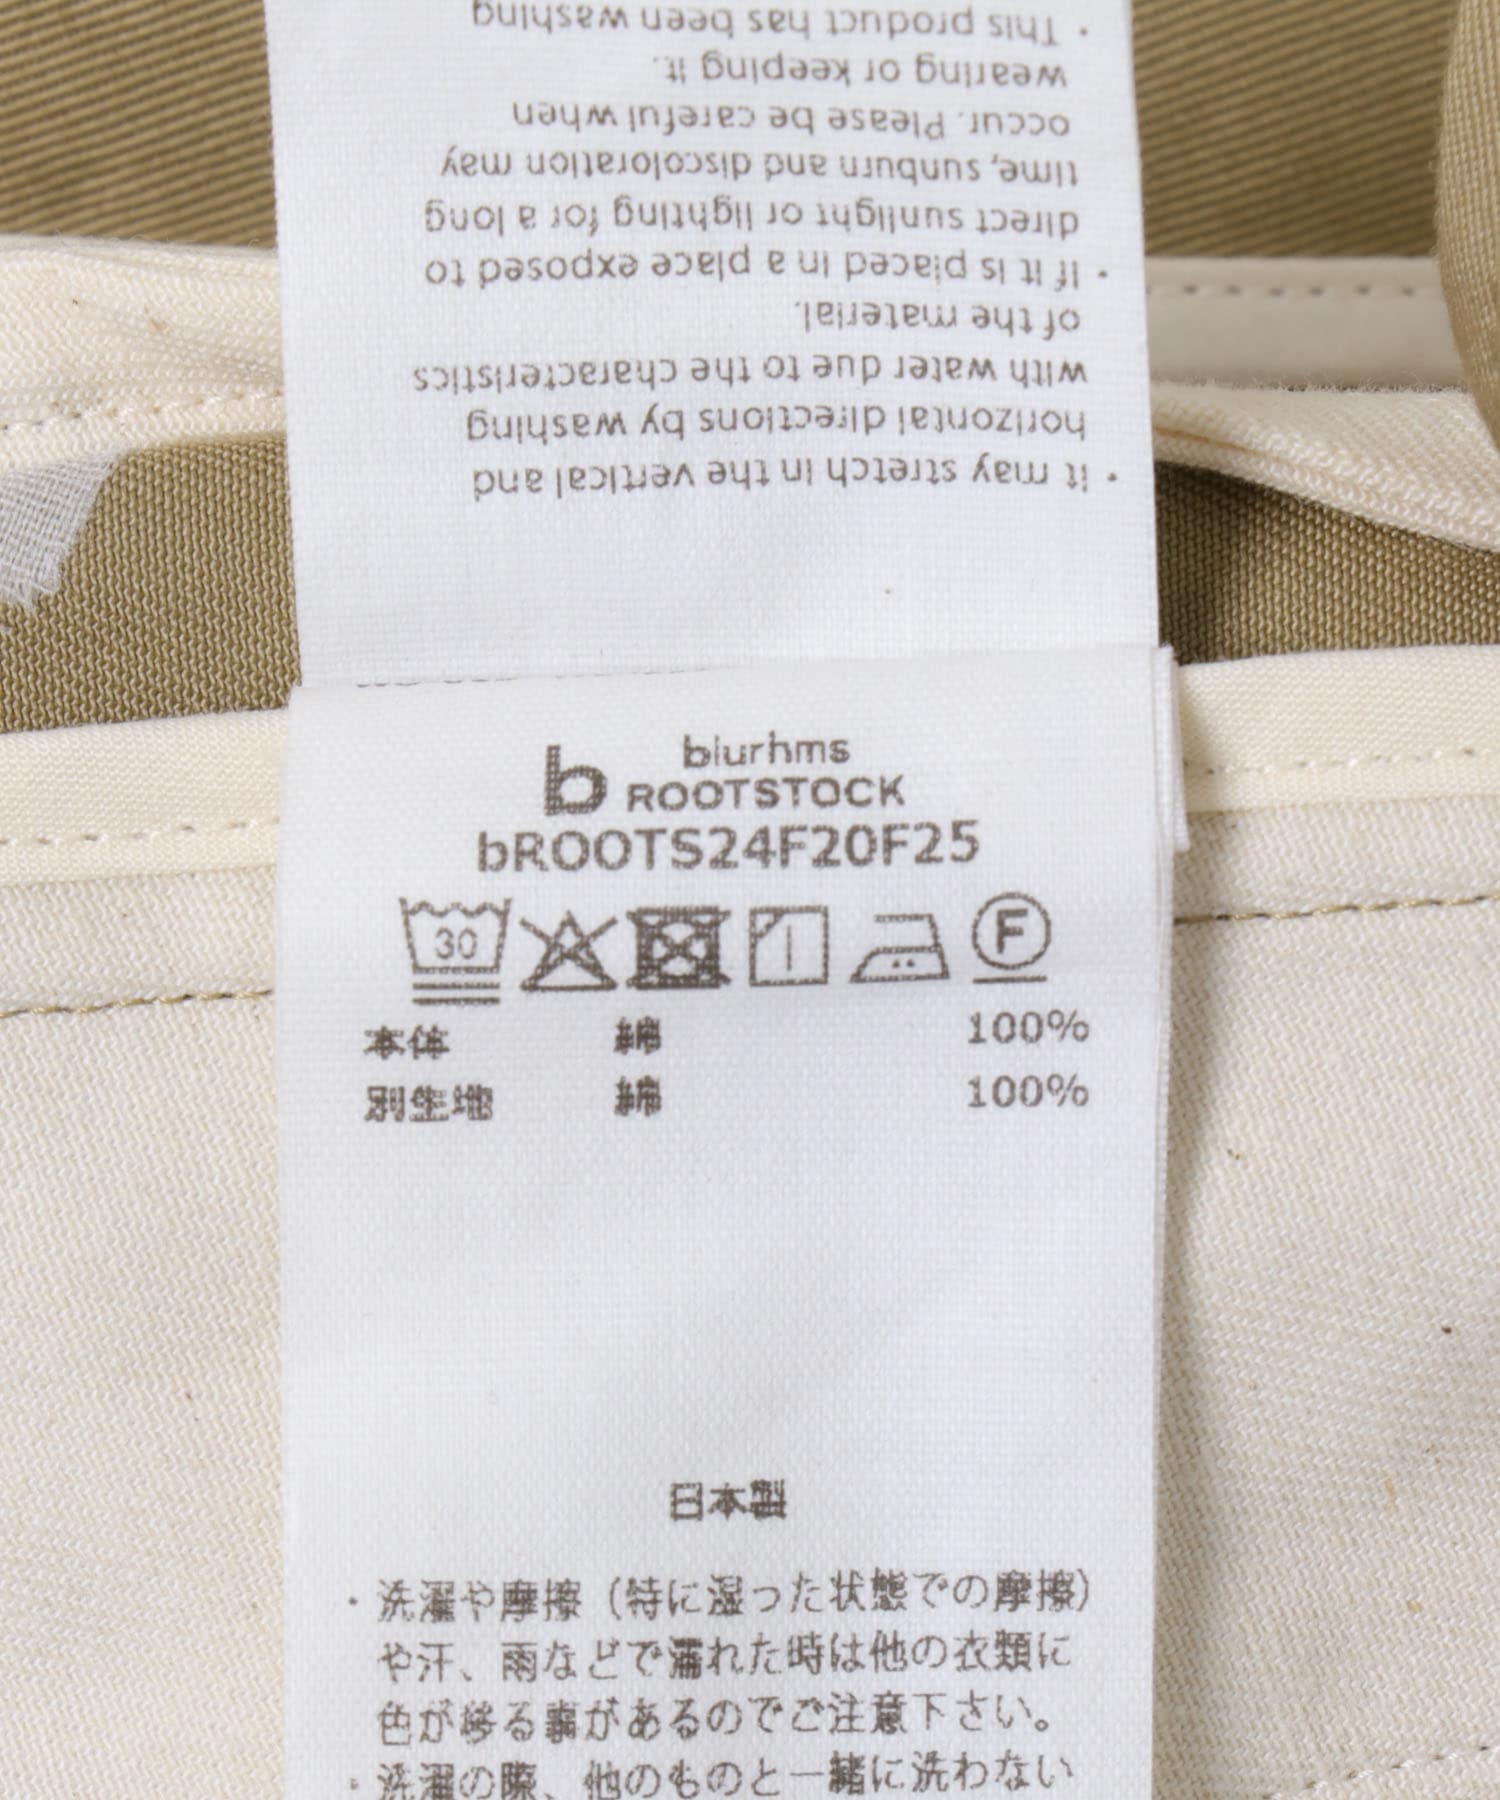 · it may stretch in the vertical and
horizontal directions by washing
with water due to the characteristics
of the material.
· If it is placed in a place exposed to
direct sunlight or lighting for a long
time, sunburn and discoloration may
occur. Please be careful when
wearing or keeping it.
· This product has been washing
b blurhms
ROOTSTOCK
bROOTS24F20F25
30
F
本体 綿 100%
別生地 綿 100%
日本製
・洗濯や摩擦（特に湿った状態での摩擦）
や汗、雨などで濡れた時は他の衣類に
色が移る事があるのでご注意下さい。
・洗濯の際、他のものと一緒に洗わない